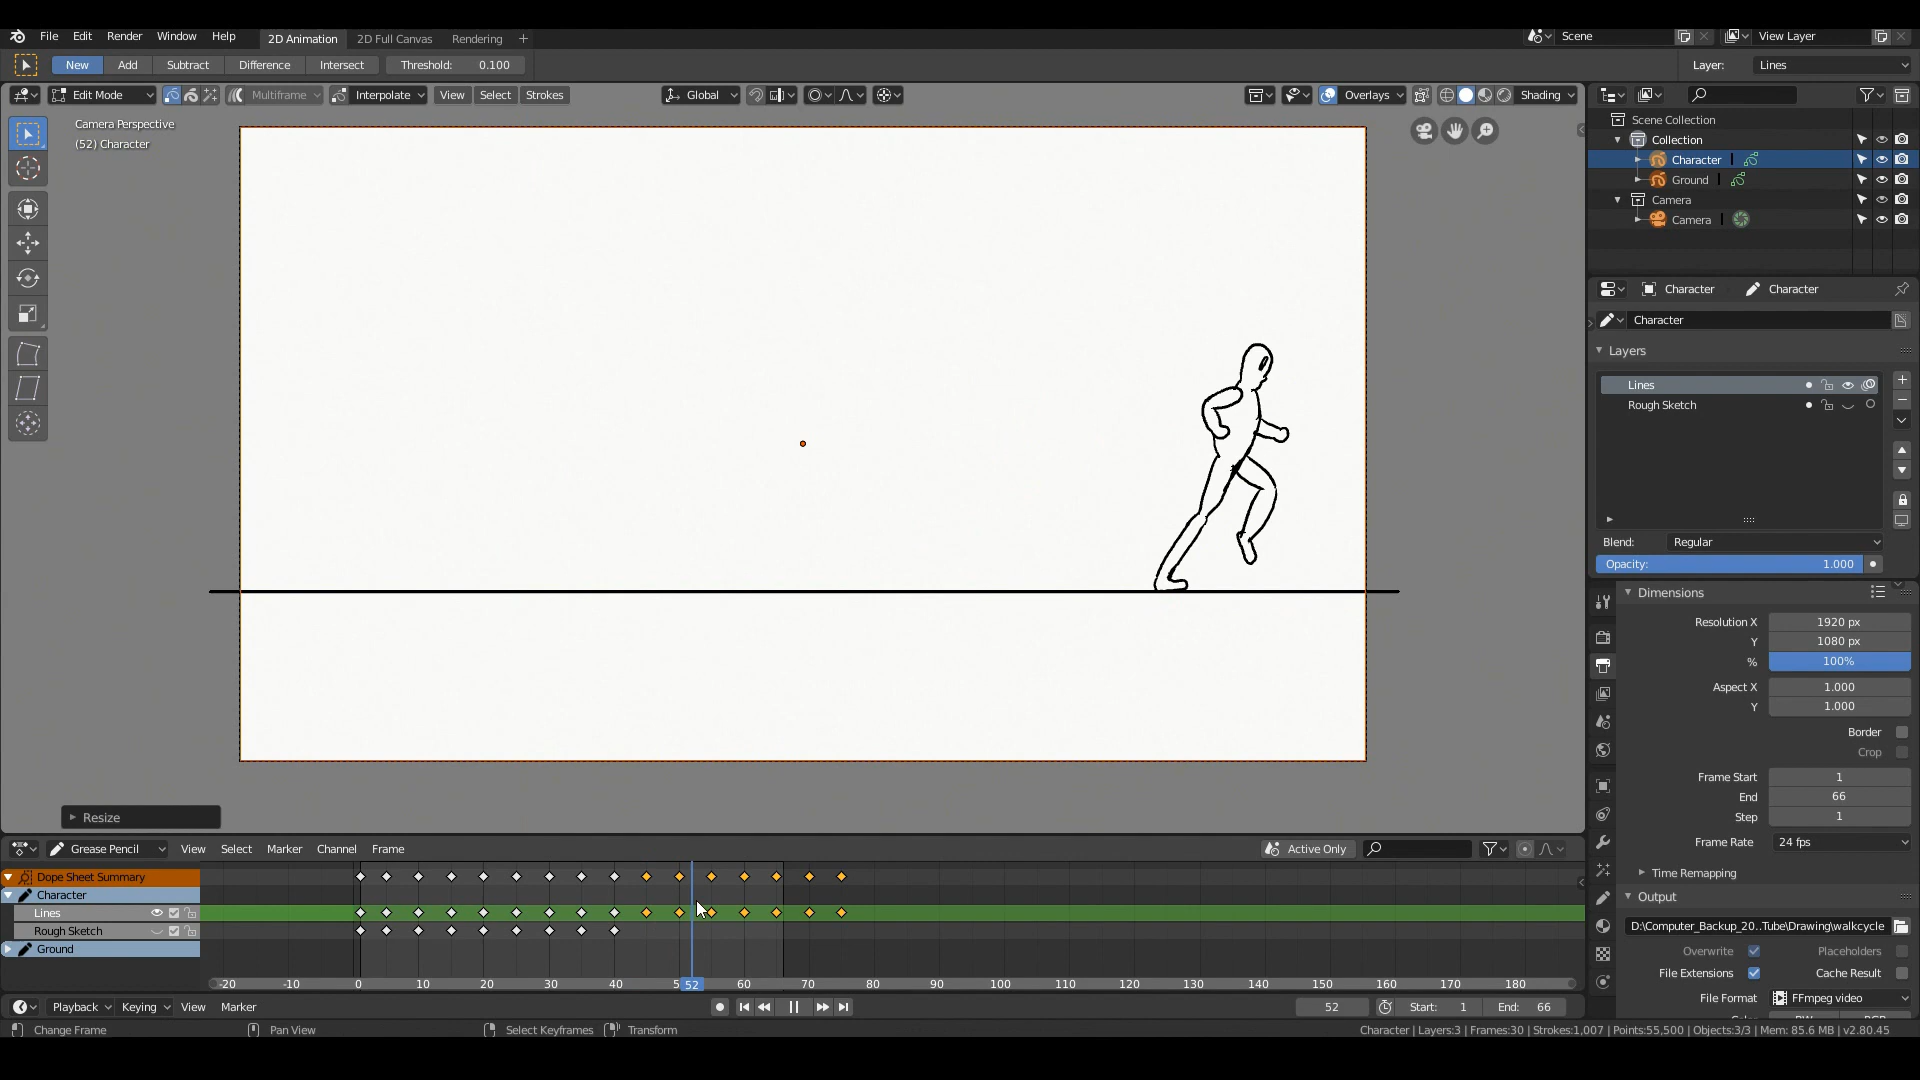 File Edit Render Window Help 2D Animation 2D Full Canvas Rendering + Scene View Layer
New Add Subtract Difference Intersect Threshold: 0.100 Layer: Lines
Edit Mode Multiframe Interpolate View Select Strokes Global Overlays Shading
Camera Perspective
(52) Character
Scene Collection
Collection
Character
Ground
Camera
Camera
Character Character
Character
Layers
Lines
Rough Sketch
Blend: Regular
Opacity: 1.000
Dimensions
Resolution X 1920 px
Y 1080 px
% 100%
Aspect X 1.000
Y 1.000
Border
Crop
Frame Start 1
End 66
Step 1
Frame Rate 24 fps
Time Remapping
Output
D:\Computer_Backup_20..Tube\Drawing\walkcycle
Overwrite Placeholders
File Extensions Cache Result
File Format FFmpeg video
Resize
Grease Pencil View Select Marker Channel Frame Active Only
Dope Sheet Summary
Character
Lines
Rough Sketch
Ground
-20 -10 0 10 20 30 40 52 60 70 80 90 100 110 120 130 140 150 160 170 180
Playback Keying View Marker 52 Start: 1 End: 66
Change Frame Pan View Select Keyframes Transform Character | Layers:3 | Frames:30 | Strokes:1,007 | Points:55,500 | Objects:3/3 | Mem: 85.6 MB | v2.80.45